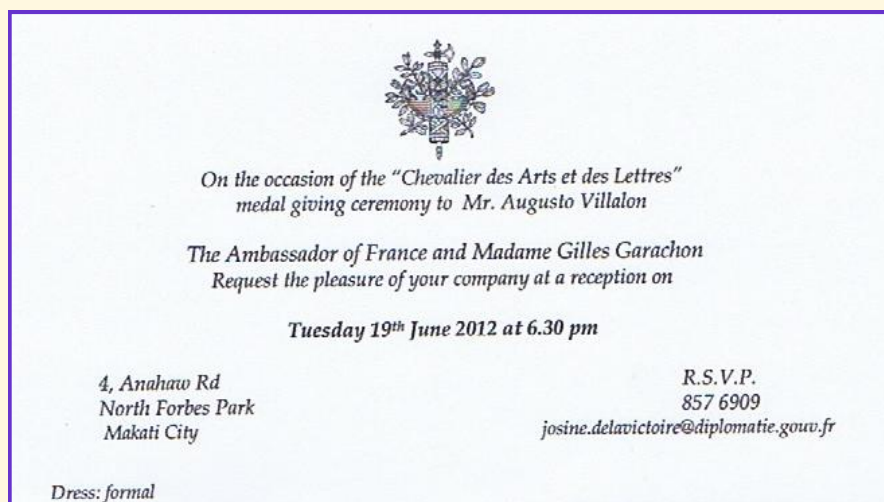 On the occasion of the “Chevalier des Arts et des Lettres”
medal giving ceremony to Mr. Augusto Villalon
The Ambassador of France and Madame Gilles Garachon
Request the pleasure of your company at a reception on
Tuesday 19th June 2012 at 6.30 pm
4, Anahaw Rd
North Forbes Park
Makati City
R.S.V.P.
857 6909
josine.delavictoire@diplomatie.gouv.fr
Dress: formal